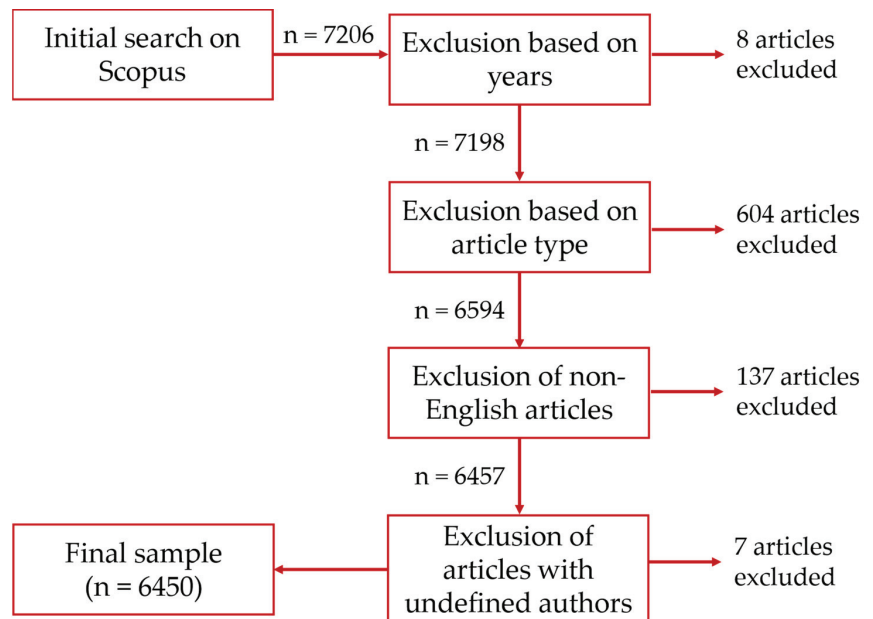 Initial search on
Scopus
n = 7206
Exclusion based on
years
8 articles
excluded
n = 7198
Exclusion based on
article type
604 articles
excluded
n = 6594
Exclusion of non-
English articles
137 articles
excluded
n = 6457
Exclusion of
articles with
undefined authors
7 articles
excluded
Final sample
(n = 6450)